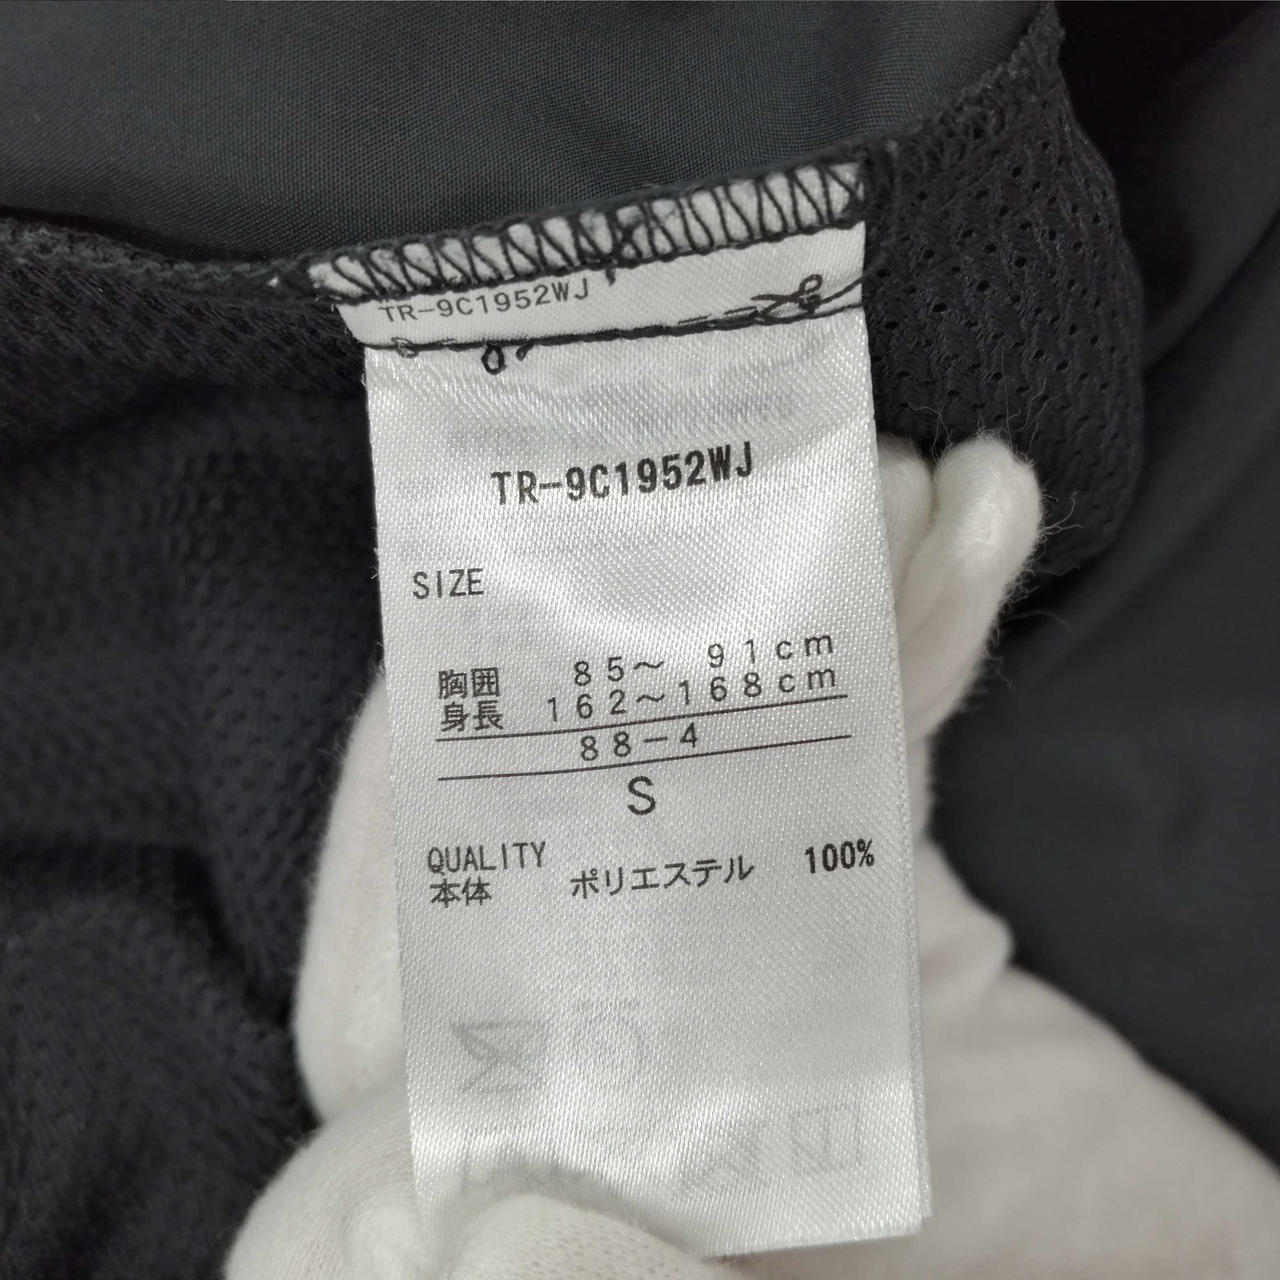 TR-9C1952WJ
TR-9C1952WJ
SIZE
胸囲 85～ 91cm
身長 162～168cm
88-4
S
QUALITY
本体 ポリエステル 100%